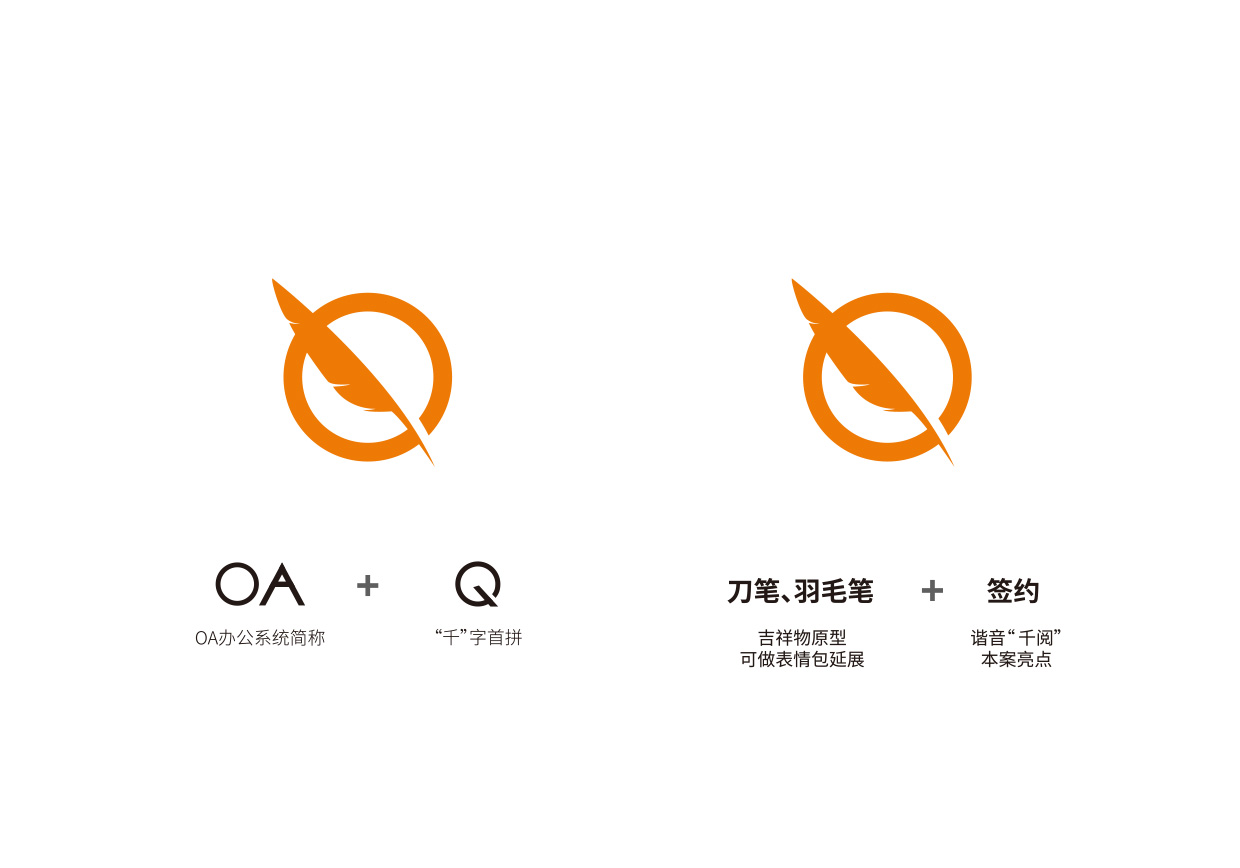 OA + Q
OA办公系统简称
“千”字首拼
刀笔、羽毛笔 + 签约
吉祥物原型
可做表情包延展
谐音“千阅”
本案亮点